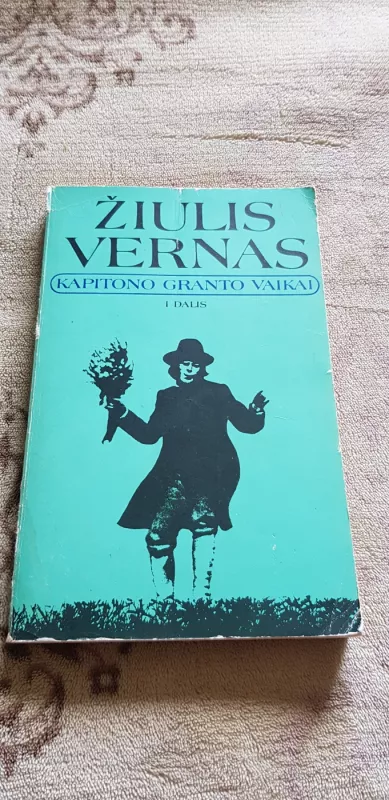 ŽIULIS
VERNAS
KAPITONO GRANTO VAIKAI
I DALIS